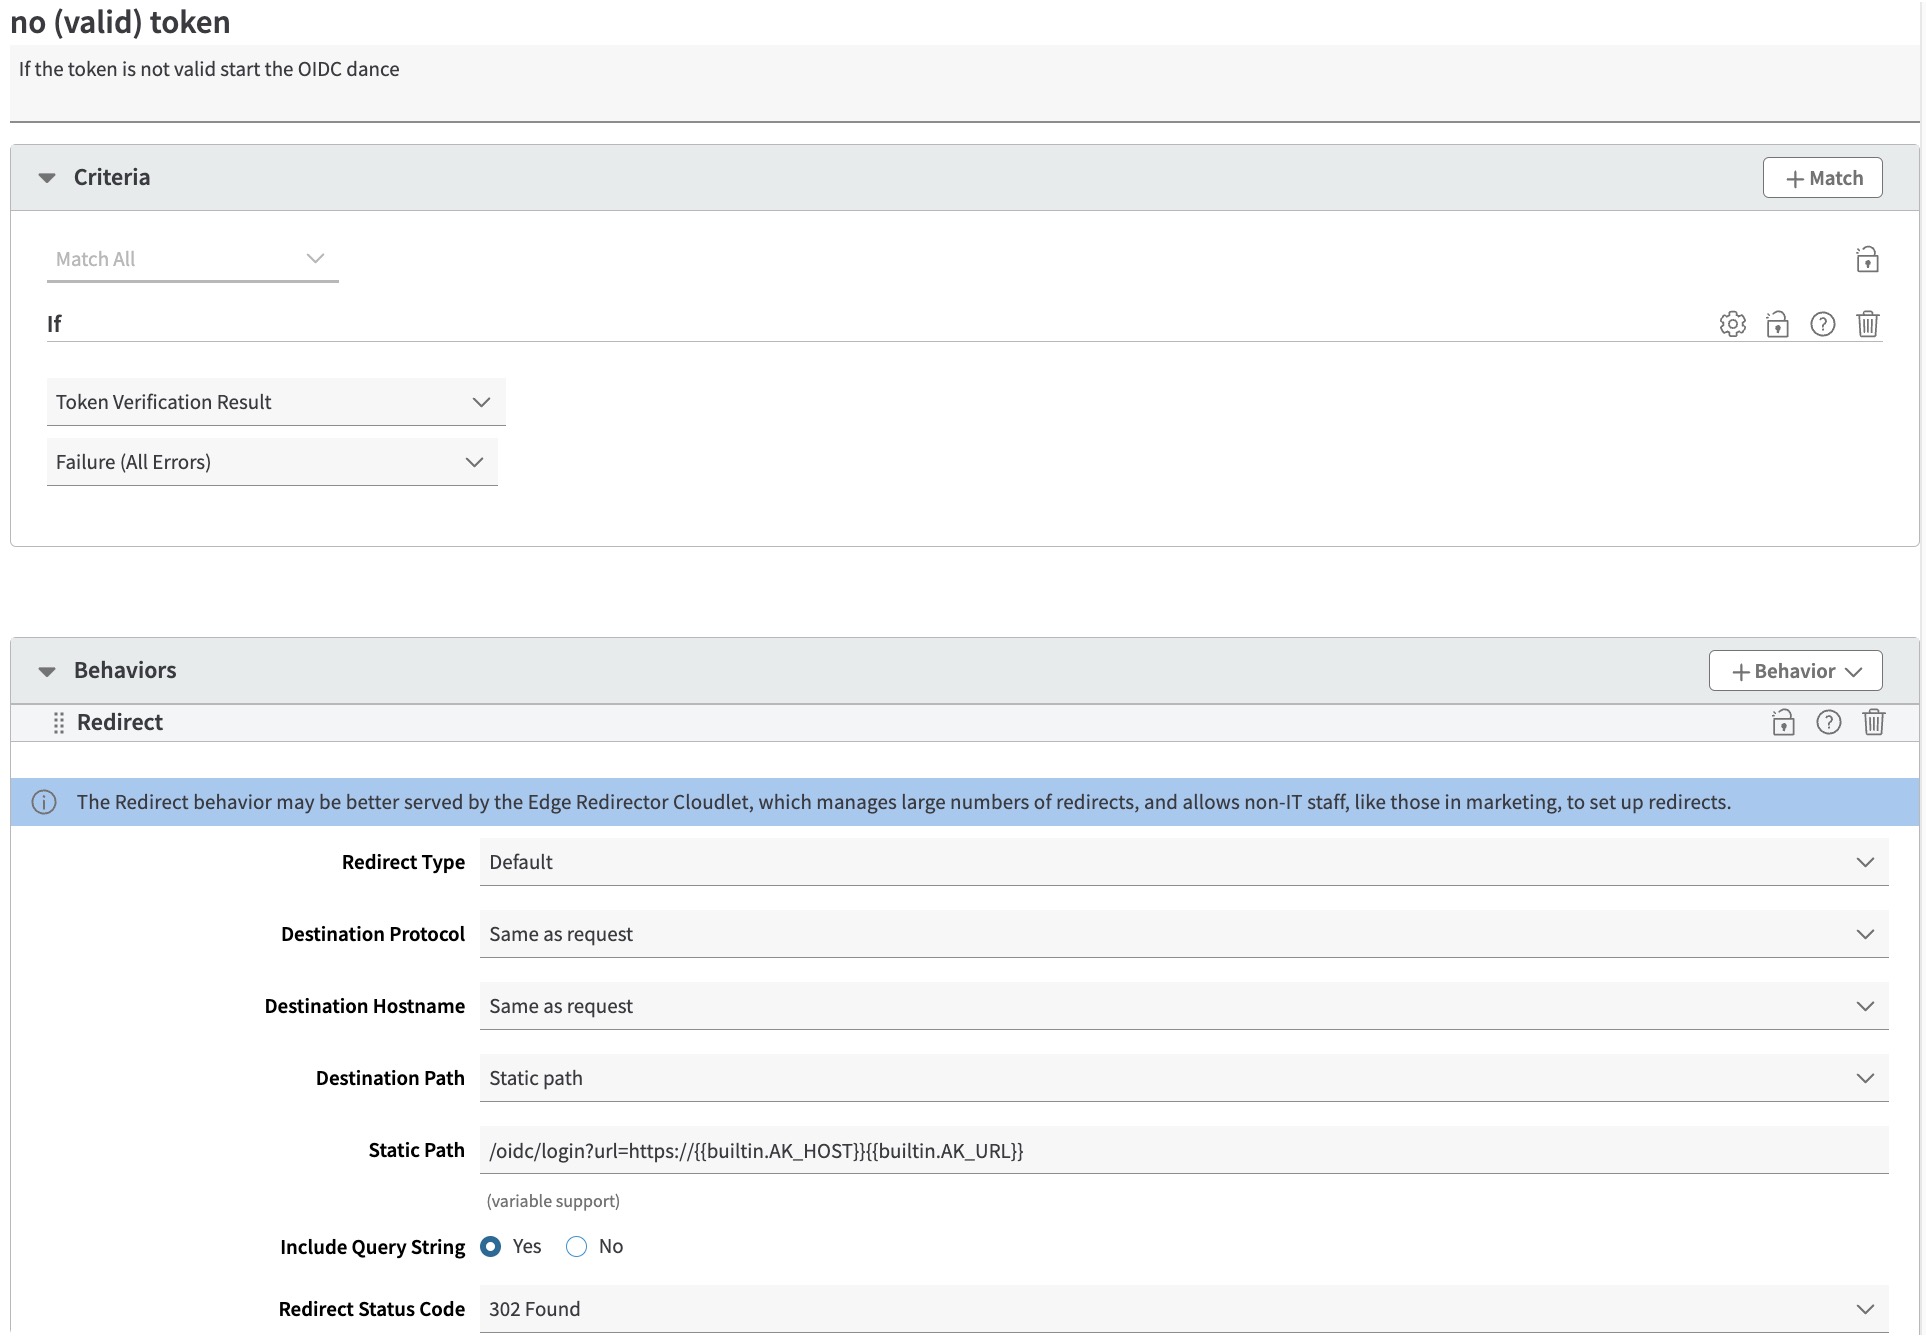 no (valid) token
If the token is not valid start the OIDC dance
Criteria
Match
Match All
If
Token Verification Result
Failure (All Errors)
Behaviors
Behavior
Redirect
The Redirect behavior may be better served by the Edge Redirector Cloudlet, which manages large numbers of redirects, and allows non-IT staff, like those in marketing, to set up redirects.
Redirect Type Default
Destination Protocol Same as request
Destination Hostname Same as request
Destination Path Static path
Static Path /oidc/login?url=https://{{builtin.AK_HOST}}{{builtin.AK_URL}}
(variable support)
Include Query String Yes No
Redirect Status Code 302 Found